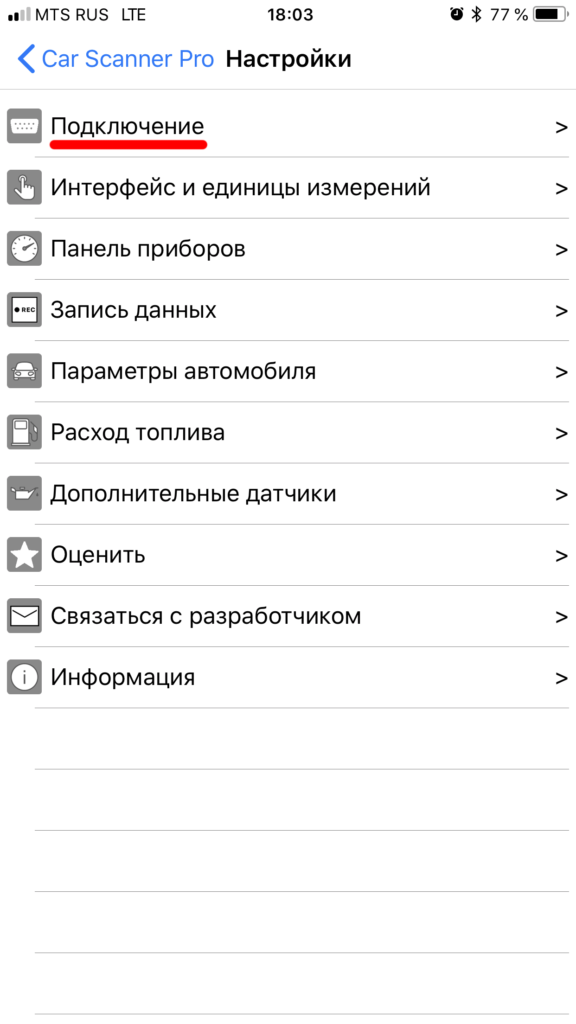 MTS RUS LTE 18:03 77 %
Car Scanner Pro Настройки
Подключение >
Интерфейс и единицы измерений >
Панель приборов >
REC Запись данных >
Параметры автомобиля >
Расход топлива >
Дополнительные датчики >
Оценить >
Связаться с разработчиком >
i Информация >